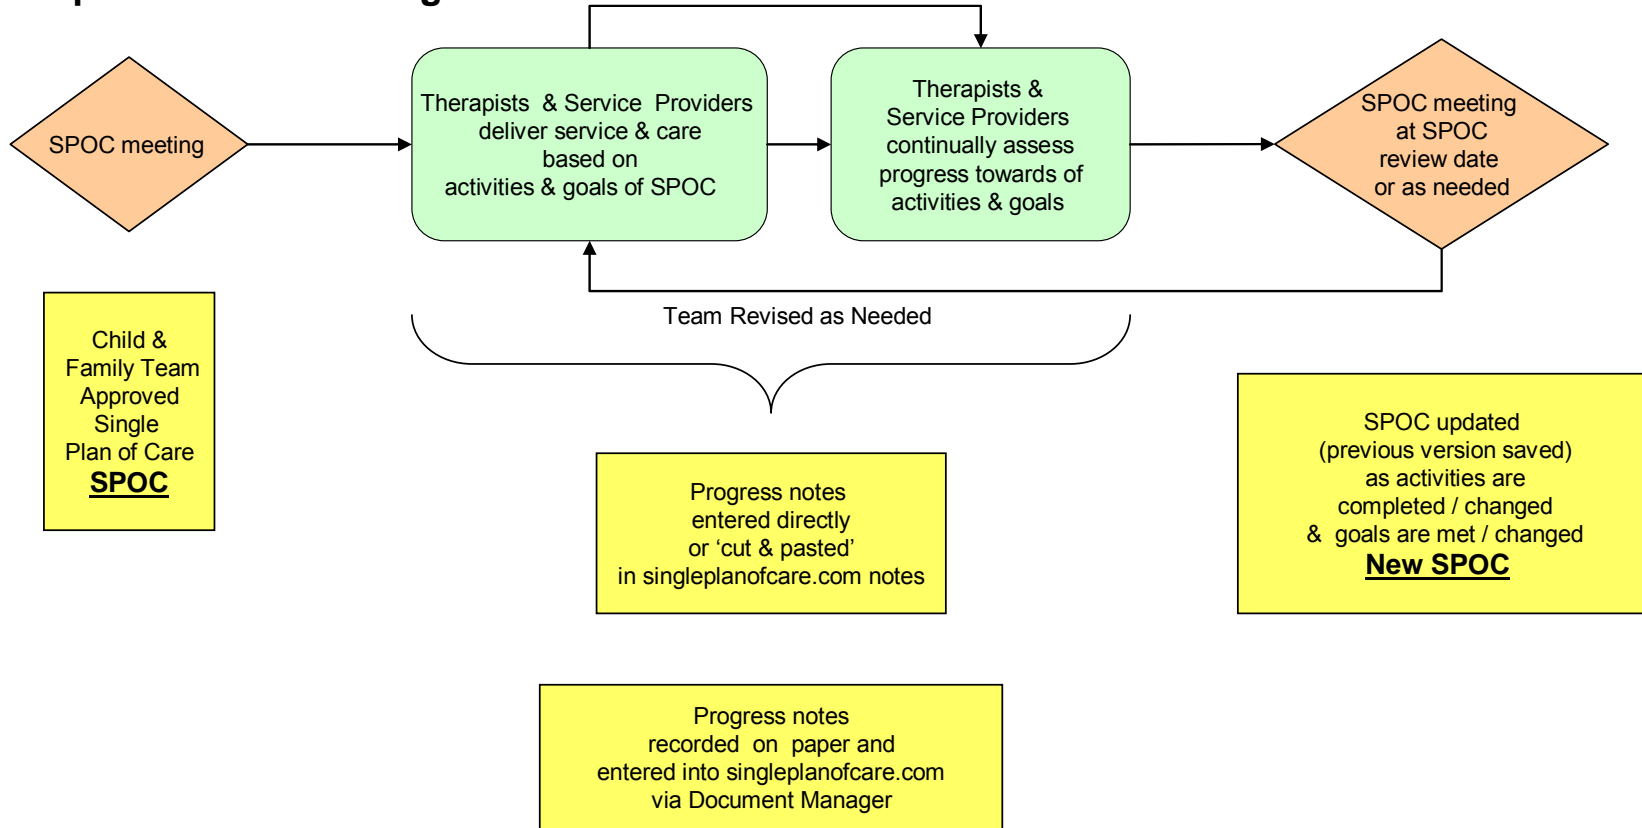 SPOC meeting
Therapists & Service Providers
deliver service & care
based on
activities & goals of SPOC
Therapists &
Service Providers
continually assess
progress towards of
activities & goals
SPOC meeting
at SPOC
review date
or as needed
Team Revised as Needed
Child &
Family Team
Approved
Single
Plan of Care
SPOC
Progress notes
entered directly
or ‘cut & pasted’
in singleplanofcare.com notes
SPOC updated
(previous version saved)
as activities are
completed / changed
& goals are met / changed
New SPOC
Progress notes
recorded on paper and
entered into singleplanofcare.com
via Document Manager